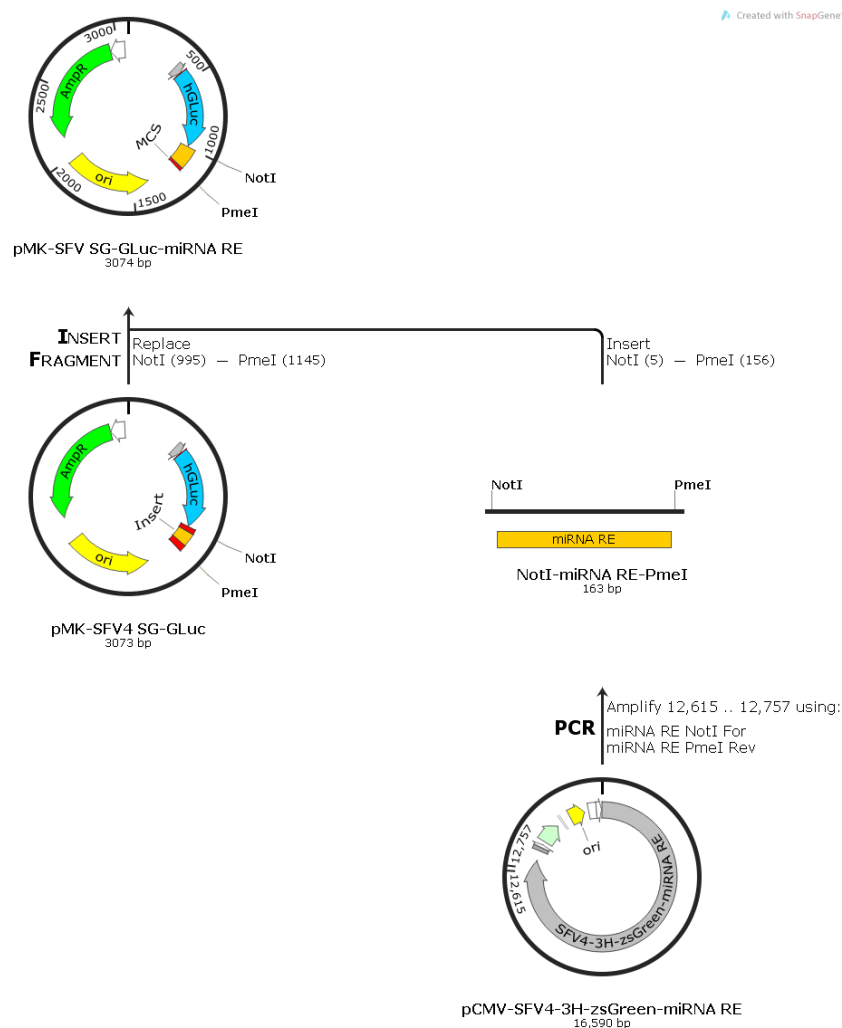 Created with SnapGene®
3000
500
AmpR
hGLuc
2500
MCS
1000
ori
NotI
2000
1500
PmeI
pMK-SFV SG-GLuc-miRNA RE
3074 bp
INSERT
FRAGMENT
Replace
NotI (995) — PmeI (1145)
Insert
NotI (5) — PmeI (156)
AmpR
hGLuc
Insert
ori
NotI
PmeI
pMK-SFV4 SG-GLuc
3073 bp
NotI
PmeI
miRNA RE
NotI-miRNA RE-PmeI
163 bp
PCR
Amplify 12,615 .. 12,757 using:
miRNA RE NotI For
miRNA RE PmeI Rev
12,757
12,615
ori
SFV4-3H-zsGreen-miRNA RE
pCMV-SFV4-3H-zsGreen-miRNA RE
16,590 bp